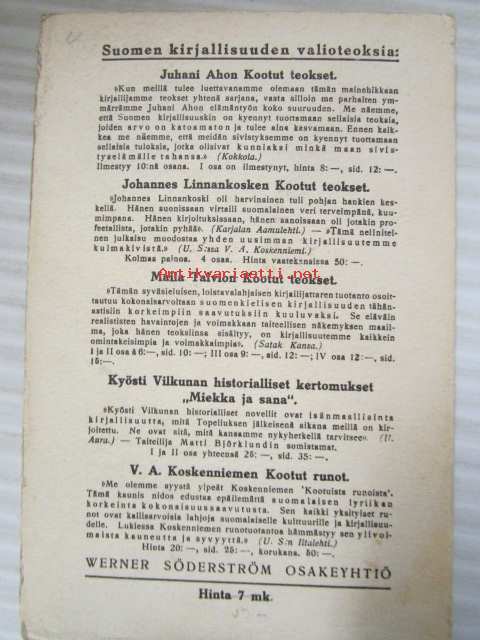 Suomen kirjallisuuden valioteoksia:
Juhani Ahon Kootut teokset.
»Kun meillä tulee luettavanamme olemaan tämän mainehikkaan
kirjailijamme teokset yhtenä sarjana, vasta silloin me parhaiten ym-
märrämme Juhani Ahon elämäntyön koko suuruuden. Me näemme,
että Suomen kirjallisuuskin on kyennyt tuottamaan sellaisia teoksia,
joiden arvo on katoamaton ja tulee aina kasvamaan. Ennen kaik-
kea me näemme, että meidän sivistyksemme on kyennyt tuottamaan
sellaisia tuloksia, jotka olisivat kunniaksi minkä maan sivis-
tyselämälle tahansa.» (Kokkola.)
Ilmestyy 10:nä osana. I osa on ilmestynyt, hinta 8: —, sid. 12: —.
Johannes Linnankosken Kootut teokset.
»Johannes Linnankoski oli harvinainen tuli pohjan hankien kes-
kellä. Hänen suonissaan virtaili suomalainen veri terveimpänä, kuu-
mimpana. Hänen kirjoituksissaan, hänen sanoissaan oli jotakin pro-
feetallista, jotakin pyhää». (Karjalan Aamulehti.) — »Tämä neliniteі-
nen julkaisu muodostaa yhden uusimman kirjallisuutemme
kulmakivistä.» (U. S:ssa V. A. Koskenniemi.)
Kolmas painos. 4 osaa. Hinta vaatekansissa 50: —.
Antikvariaatti.net
Maila Talvion Kootut teokset.
»Tämän syväsieluisen, loistavalahjaisen kirjailijattaren tuotanto osoit-
tautuu kokonaisarvoltaan suomenkielisen kirjallisuuden tähän-
astisiin korkeimpiin saavutuksiin kuuluvaksi. Se elävän
realististen havaintojen ja voimakkaan taiteellisen näkemyksen maail-
ma, joka hänen teoksiinsa sisältyy, on kirjallisuutemme kaikkein
omintakeisimpia ja voimakkaimpia». (Satak. Kansa.)
I ja II osa à 6:—, sid. 10: —; III osa 9: —, sid. 12: —; IV osa 12:—, sid.
15:—.
Kyösti Vilkunan historialliset kertomukset
„Miekka ja sana“.
»Kyösti Vilkunan historialliset novellit ovat isänmaallisinta
kirjallisuutta, mitä Topeliuksen jälkeisenä aikana meillä on kir-
joitettu. Ne ovat sitä, mitä kansamme nykyhetkellä tarvitsee». (U.
Aura.) — Taiteilija Matti Björklundin somistamat.
I ja II osa yhteensä 25: —, sid. 35: —.
V. A. Koskenniemen Kootut runot.
»Me olemme syystä ylpeät Koskenniemen 'Kootuista runoista'.
Tämä kaunis nidos edustaa epäilemättä suomalaisen lyriikan
korkeinta kokonaisuussaavutusta. Sen kaikki yksityiset ru-
not ovat kallisarvoisia lahjoja suomalaiselle kulttuurille ja kirjallisuu-
delle. Lukiessa Koskenniemen runotuotantoa hämmästyy sen ylivoi-
maista kauneutta ja syvyyttä.» (U. S:n Iltalehti.)
Hinta 20: —, sid. 25: —, korukans. 50: —.
WERNER SÖDERSTRÖM OSAKEYHTIÖ
Hinta 7 mk.